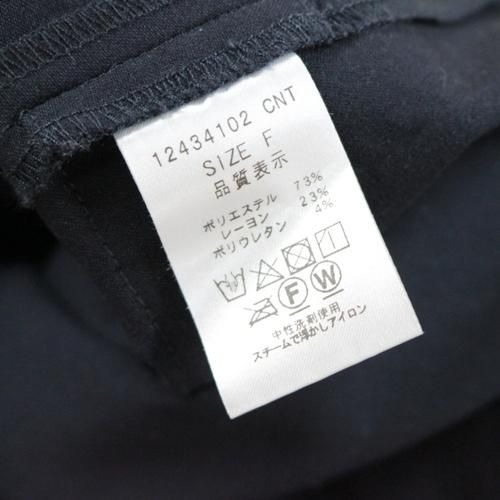 12434102 CNT
SIZE F
品質表示
ポリエステル 73%
レーヨン 23%
ポリウレタン 4%
F W
中性洗剤使用
スチームで浮かしアイロン